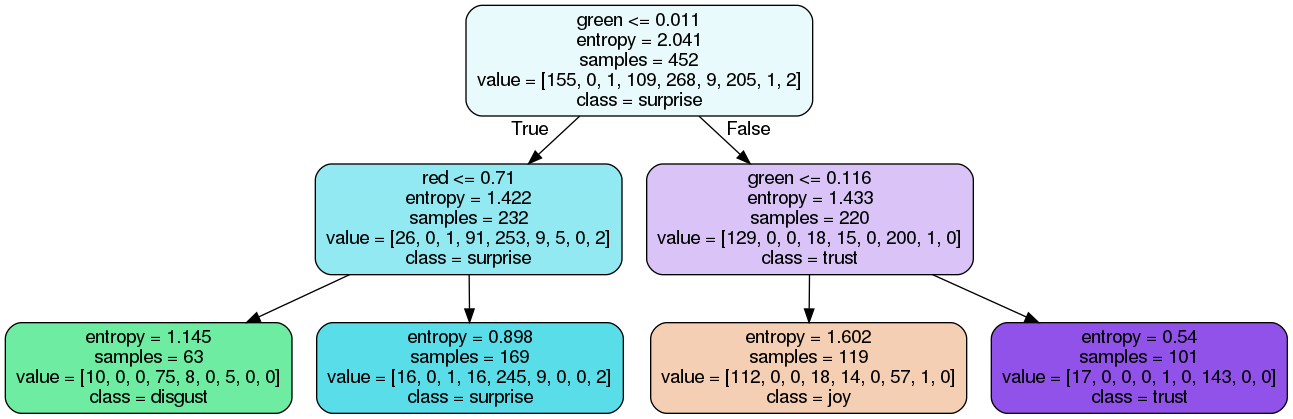 green <= 0.011
entropy = 2.041
samples = 452
value = [155, 0, 1, 109, 268, 9, 205, 1, 2]
class = surprise
True
False
red <= 0.71
entropy = 1.422
samples = 232
value = [26, 0, 1, 91, 253, 9, 5, 0, 2]
class = surprise
green <= 0.116
entropy = 1.433
samples = 220
value = [129, 0, 0, 18, 15, 0, 200, 1, 0]
class = trust
entropy = 1.145
samples = 63
value = [10, 0, 0, 75, 8, 0, 5, 0, 0]
class = disgust
entropy = 0.898
samples = 169
value = [16, 0, 1, 16, 245, 9, 0, 0, 2]
class = surprise
entropy = 1.602
samples = 119
value = [112, 0, 0, 18, 14, 0, 57, 1, 0]
class = joy
entropy = 0.54
samples = 101
value = [17, 0, 0, 0, 1, 0, 143, 0, 0]
class = trust